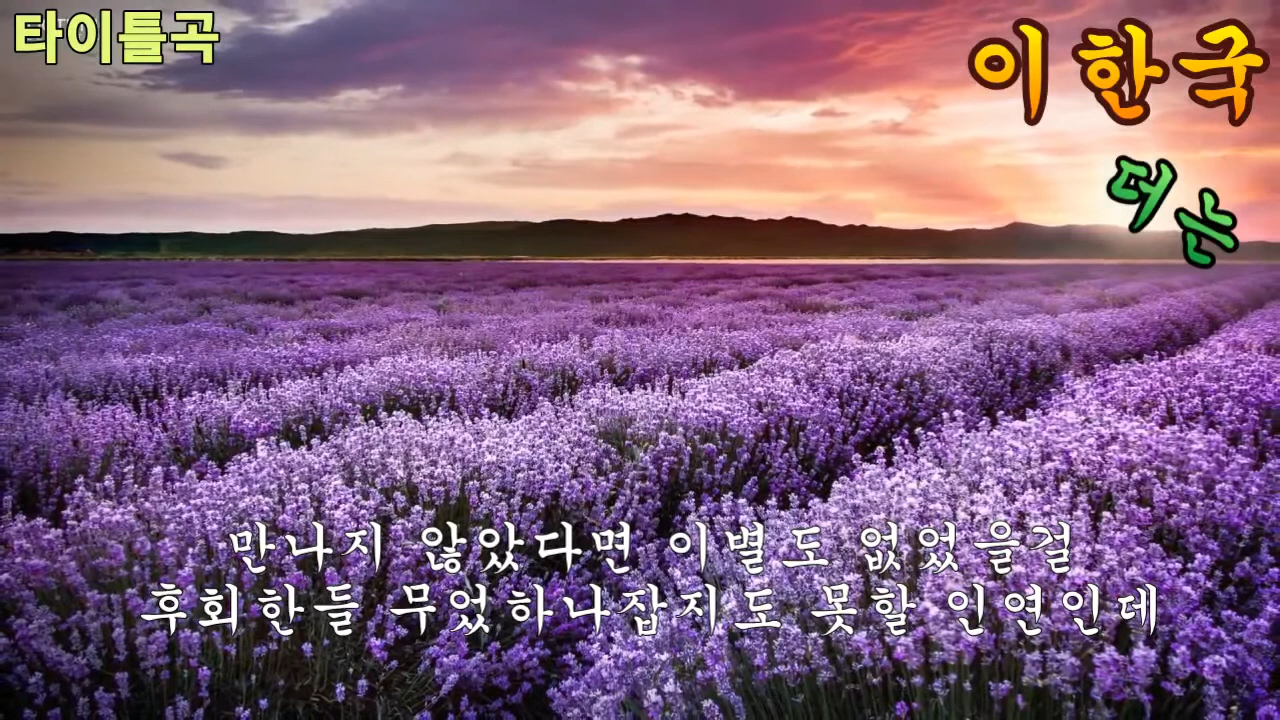 타이틀곡
이한국
더는
만나지 않았다면 이별도 없었을걸
후회한들 무었하나잡지도 못할 인연인데